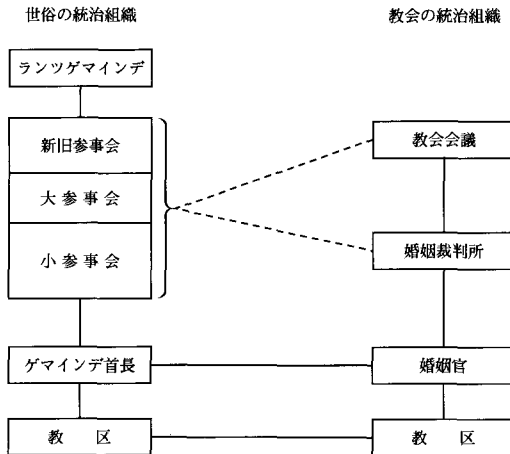 世俗の統治組織
教会の統治組織
ランツゲマインデ
新旧参事会
大参事会
小参事会
教会会議
婚姻裁判所
ゲマインデ首長
婚姻官
教区
教区